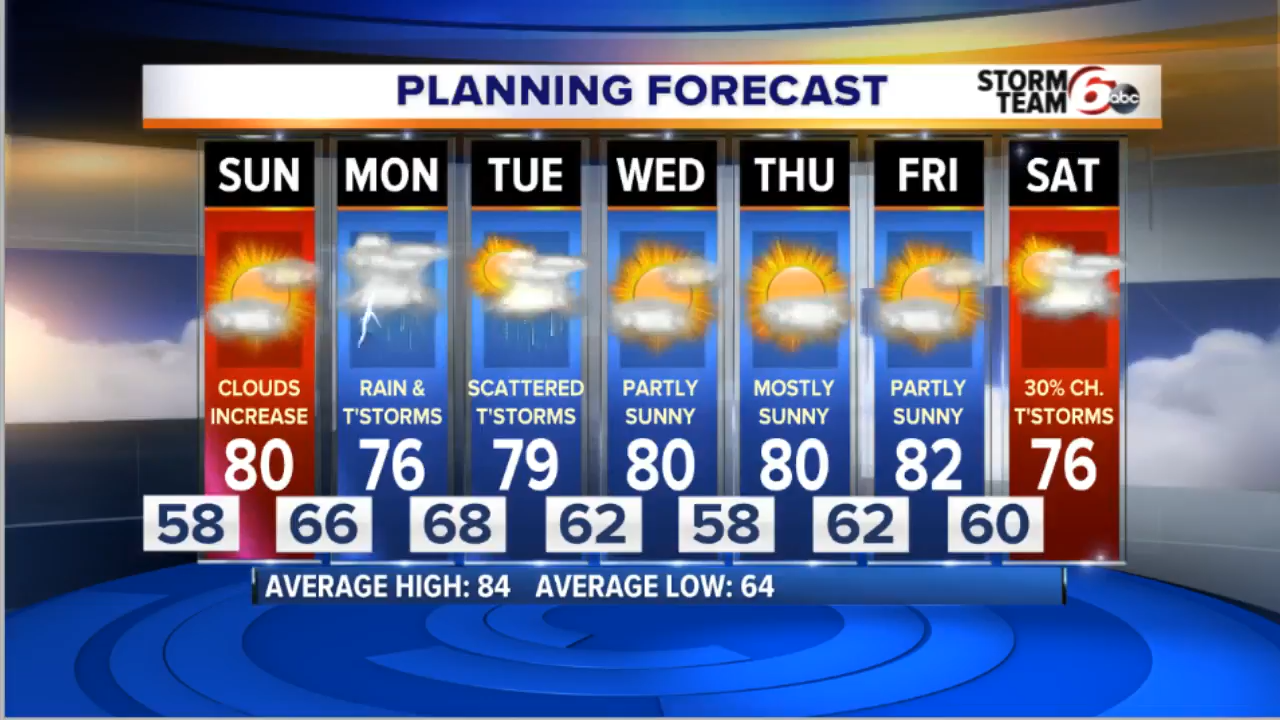 PLANNING FORECAST
STORM
TEAM 6 abc
SUN MON TUE WED THU FRI SAT
CLOUDS
INCREASE
80
RAIN &
T'STORMS
76
SCATTERED
T'STORMS
79
PARTLY
SUNNY
80
MOSTLY
SUNNY
80
PARTLY
SUNNY
82
30% CH.
T'STORMS
76
58 66 68 62 58 62 60
AVERAGE HIGH: 84 AVERAGE LOW: 64